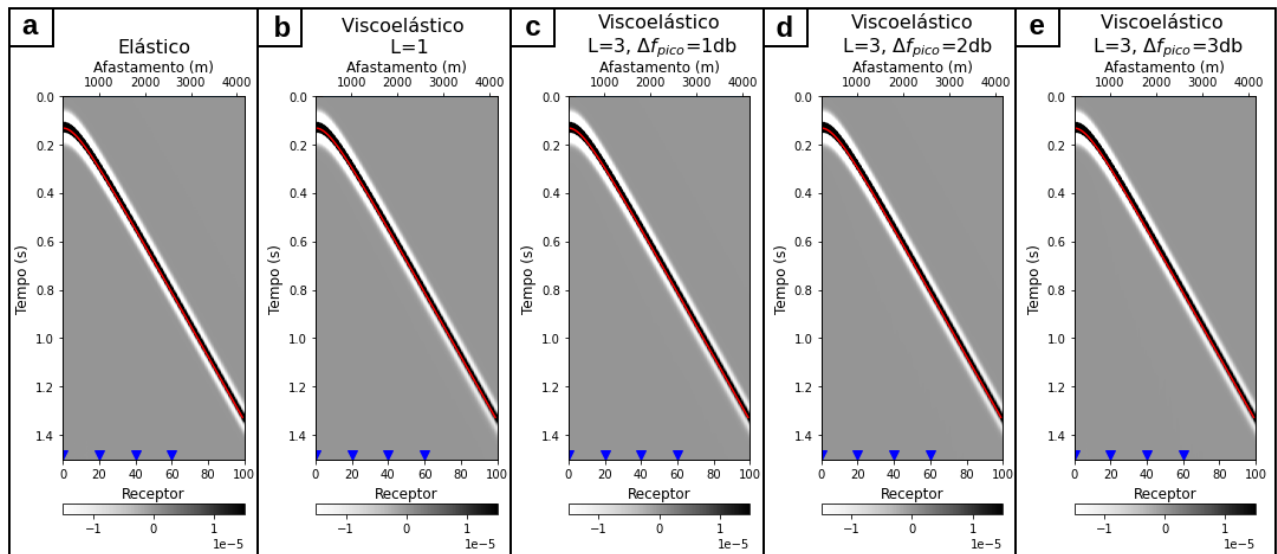 a
Elástico
Afastamento (m)
1000 2000 3000 4000
0.0
0.2
0.4
0.6
0.8
1.0
1.2
1.4
Tempo (s)
0 20 40 60 80 100
Receptor
−1 0 1
1e−5
b
Viscoelástico
L=1
Afastamento (m)
1000 2000 3000 4000
0.0
0.2
0.4
0.6
0.8
1.0
1.2
1.4
Tempo (s)
0 20 40 60 80 100
Receptor
−1 0 1
1e−5
c
Viscoelástico
L=3, Δf_pico=1db
Afastamento (m)
1000 2000 3000 4000
0.0
0.2
0.4
0.6
0.8
1.0
1.2
1.4
Tempo (s)
0 20 40 60 80 100
Receptor
−1 0 1
1e−5
d
Viscoelástico
L=3, Δf_pico=2db
Afastamento (m)
1000 2000 3000 4000
0.0
0.2
0.4
0.6
0.8
1.0
1.2
1.4
Tempo (s)
0 20 40 60 80 100
Receptor
−1 0 1
1e−5
e
Viscoelástico
L=3, Δf_pico=3db
Afastamento (m)
1000 2000 3000 4000
0.0
0.2
0.4
0.6
0.8
1.0
1.2
1.4
Tempo (s)
0 20 40 60 80 100
Receptor
−1 0 1
1e−5